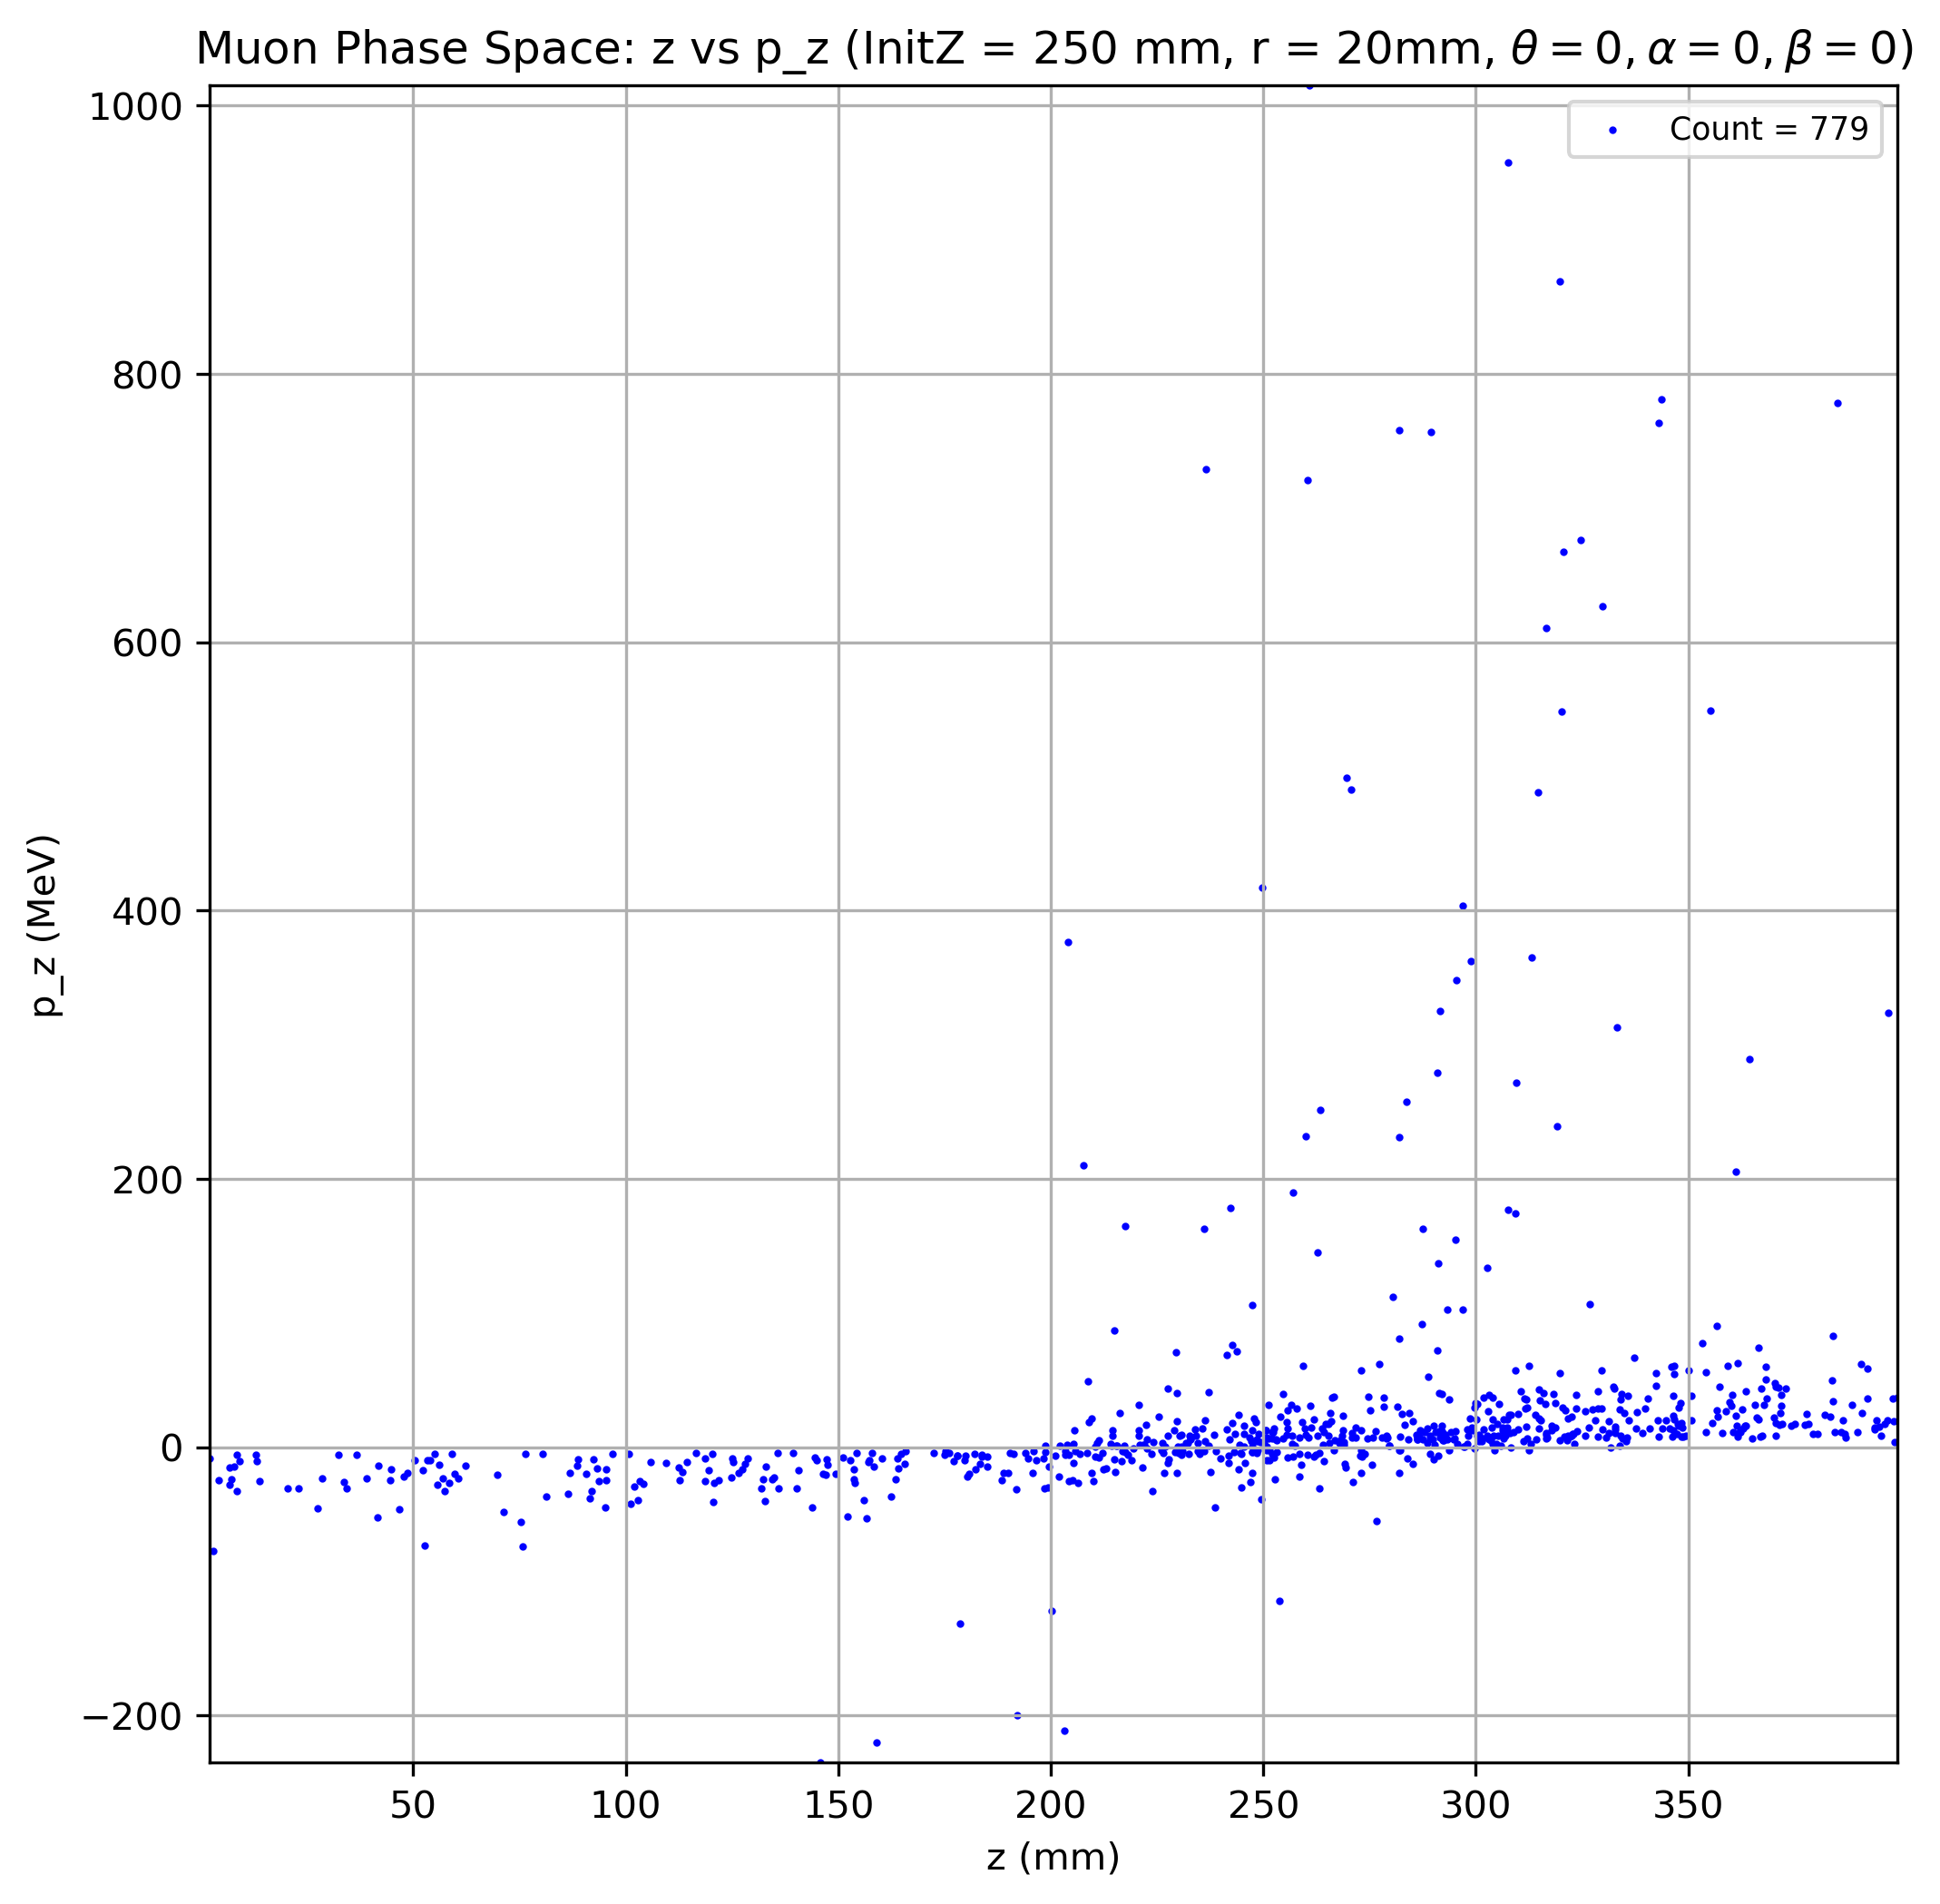 Muon Phase Space: z vs p_z (InitZ = 250 mm, r = 20mm, θ = 0, α = 0, β = 0)
Count = 779
1000
800
600
400
200
0
−200
p_z (MeV)
50 100 150 200 250 300 350
z (mm)